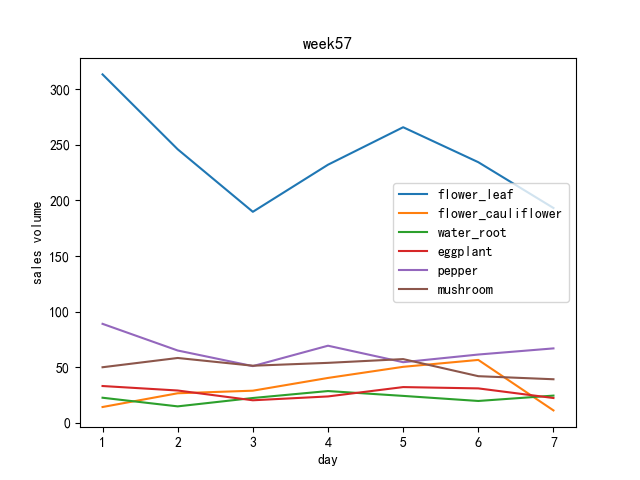 week57
300
250
200
150
100
50
0
sales volume
flower_leaf
flower_cauliflower
water_root
eggplant
pepper
mushroom
1 2 3 4 5 6 7
day